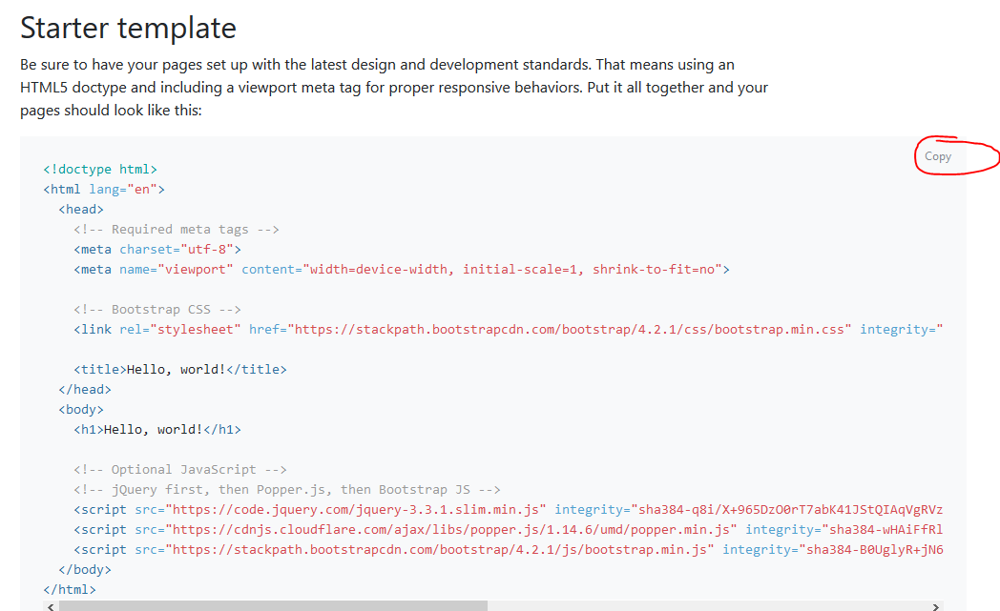 Starter template
Be sure to have your pages set up with the latest design and development standards. That means using an
HTML5 doctype and including a viewport meta tag for proper responsive behaviors. Put it all together and your
pages should look like this:
Copy
<!doctype html>
<html lang="en">
  <head>
    <!-- Required meta tags -->
    <meta charset="utf-8">
    <meta name="viewport" content="width=device-width, initial-scale=1, shrink-to-fit=no">

    <!-- Bootstrap CSS -->
    <link rel="stylesheet" href="https://stackpath.bootstrapcdn.com/bootstrap/4.2.1/css/bootstrap.min.css" integrity="

    <title>Hello, world!</title>
  </head>
  <body>
    <h1>Hello, world!</h1>

    <!-- Optional JavaScript -->
    <!-- jQuery first, then Popper.js, then Bootstrap JS -->
    <script src="https://code.jquery.com/jquery-3.3.1.slim.min.js" integrity="sha384-q8i/X+965DzO0rT7abK41JStQIAqVgRVz
    <script src="https://cdnjs.cloudflare.com/ajax/libs/popper.js/1.14.6/umd/popper.min.js" integrity="sha384-wHAiFfRl
    <script src="https://stackpath.bootstrapcdn.com/bootstrap/4.2.1/js/bootstrap.min.js" integrity="sha384-B0UglyR+jN6
  </body>
</html>